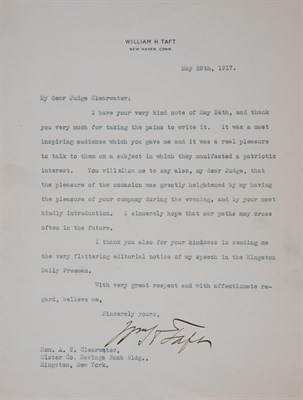 WILLIAM H. TAFT
NEW HAVEN, CONN
May 28th, 1917.
My dear Judge Clearwater:
I have your very kind note of May 24th, and thank
you very much for taking the pains to write it. It was a most
inspiring audience which you gave me and it was a real pleasure
to talk to them on a subject in which they manifested a patriotic
interest. You will allow me to say also, my dear Judge, that
the pleasure of the occasion was greatly heightened by my having
the pleasure of your company during the evening, and by your most
kindly introduction. I sincerely hope that our paths may cross
often in the future.
I thank you also for your kindness in sending me
the very flattering editorial notice of my speech in the Kingston
Daily Freeman.
With very great respect and with affectionate re-
gard, believe me,
Sincerely yours,
Wm H Taft
Hon. A. T. Clearwater,
Ulster Co. Savings Bank Bldg.,
Kingston, New York.